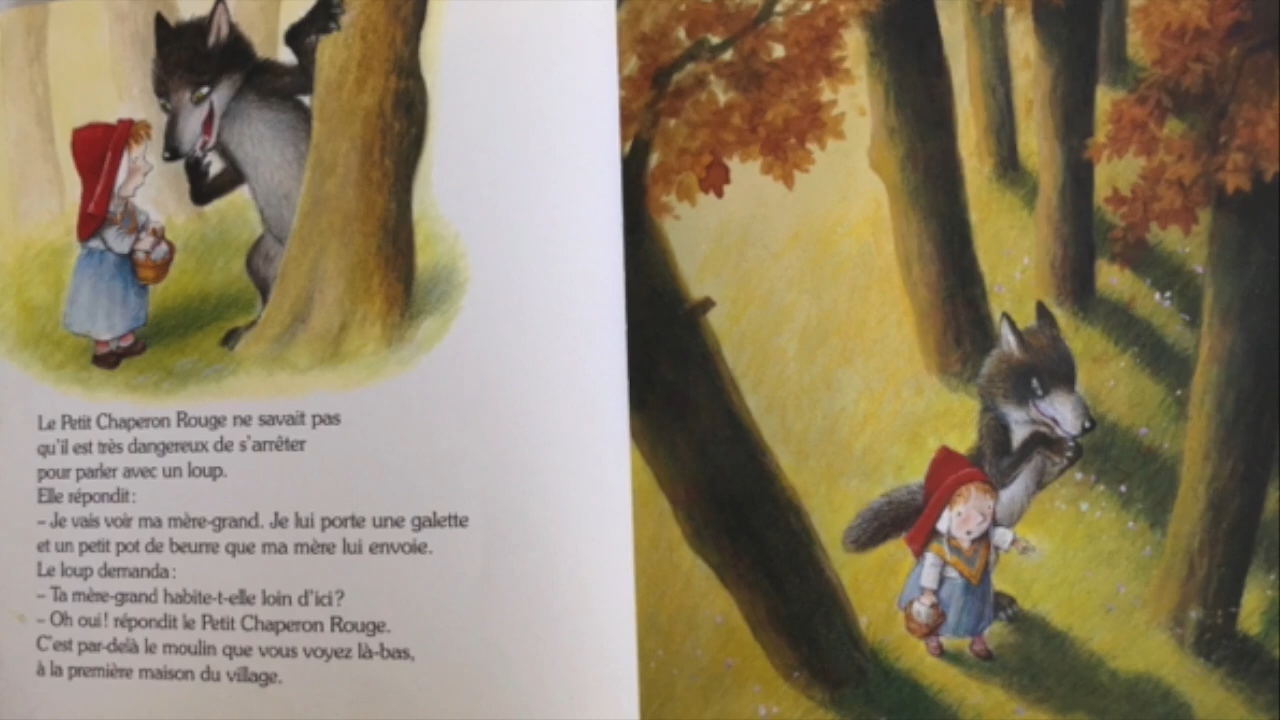 Le Petit Chaperon Rouge ne savait pas
qu'il est très dangereux de s'arrêter
pour parler avec un loup.
Elle répondit :
– Je vais voir ma mère-grand. Je lui porte une galette
et un petit pot de beurre que ma mère lui envoie.
Le loup demanda :
– Ta mère-grand habite-t-elle loin d'ici ?
– Oh oui ! répondit le Petit Chaperon Rouge.
C'est par-delà le moulin que vous voyez là-bas,
à la première maison du village.